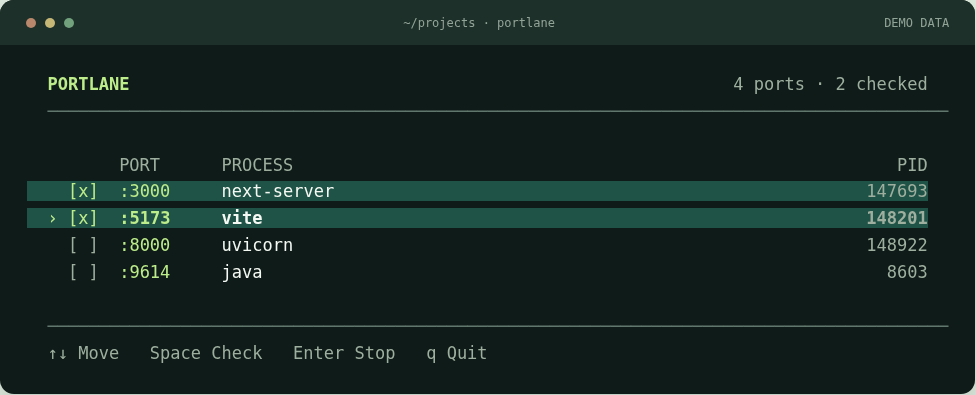 ~/projects · portlane DEMO DATA
PORTLANE 4 ports · 2 checked
PORT PROCESS PID
[x] :3000 next-server 147693
› [x] :5173 vite 148201
[ ] :8000 uvicorn 148922
[ ] :9614 java 8603
↑↓ Move Space Check Enter Stop q Quit